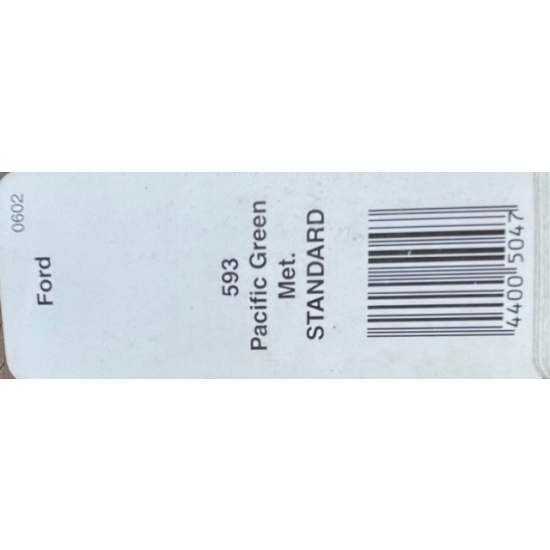 0602
Ford
593
Pacific Green
Met.
STANDARD
4400 5047